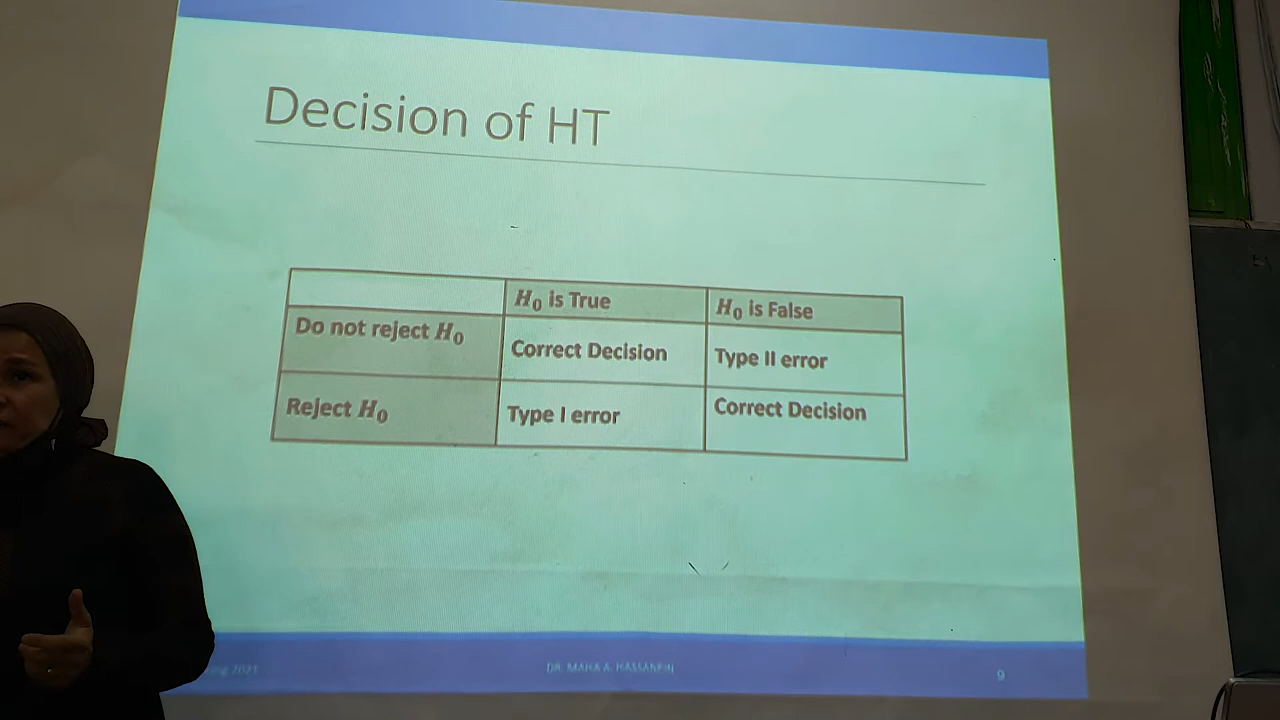 Decision of HT
H₀ is True
H₀ is False
Do not reject H₀
Correct Decision
Type II error
Reject H₀
Type I error
Correct Decision
2021
DR. MAHA A. HASSANEIN
9